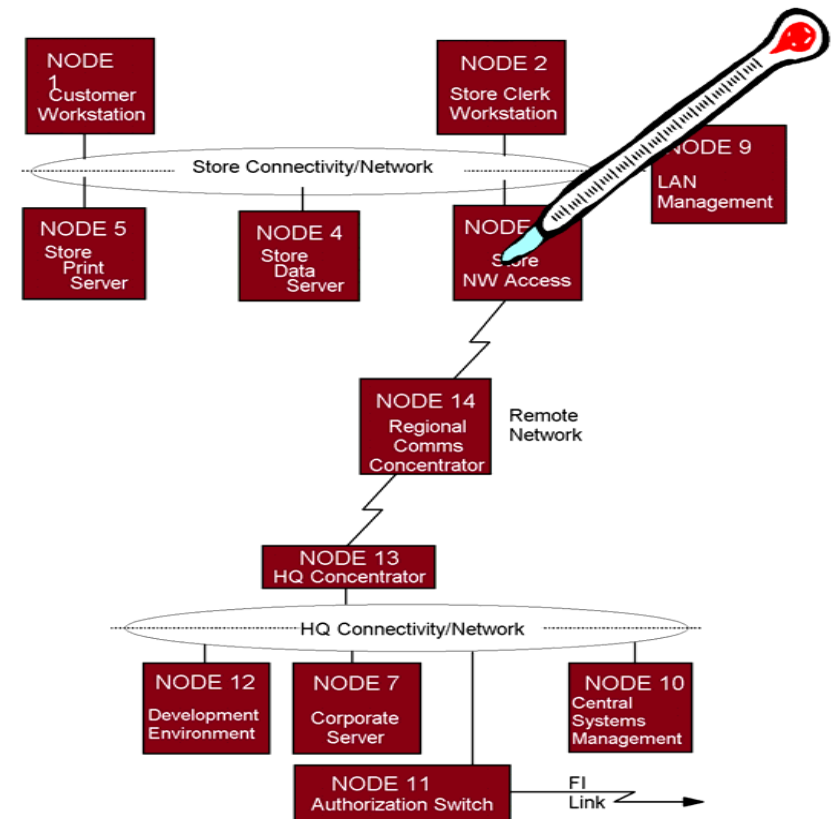 NODE
1
Customer
Workstation
NODE 2
Store Clerk
Workstation
NODE 9
LAN
Management
Store Connectivity/Network
NODE 5
Store
Print
Server
NODE 4
Store
Data
Server
NODE
Store
NW Access
NODE 14
Regional
Comms
Concentrator
Remote
Network
NODE 13
HQ Concentrator
HQ Connectivity/Network
NODE 12
Development
Environment
NODE 7
Corporate
Server
NODE 10
Central
Systems
Management
NODE 11
Authorization Switch
FI
Link